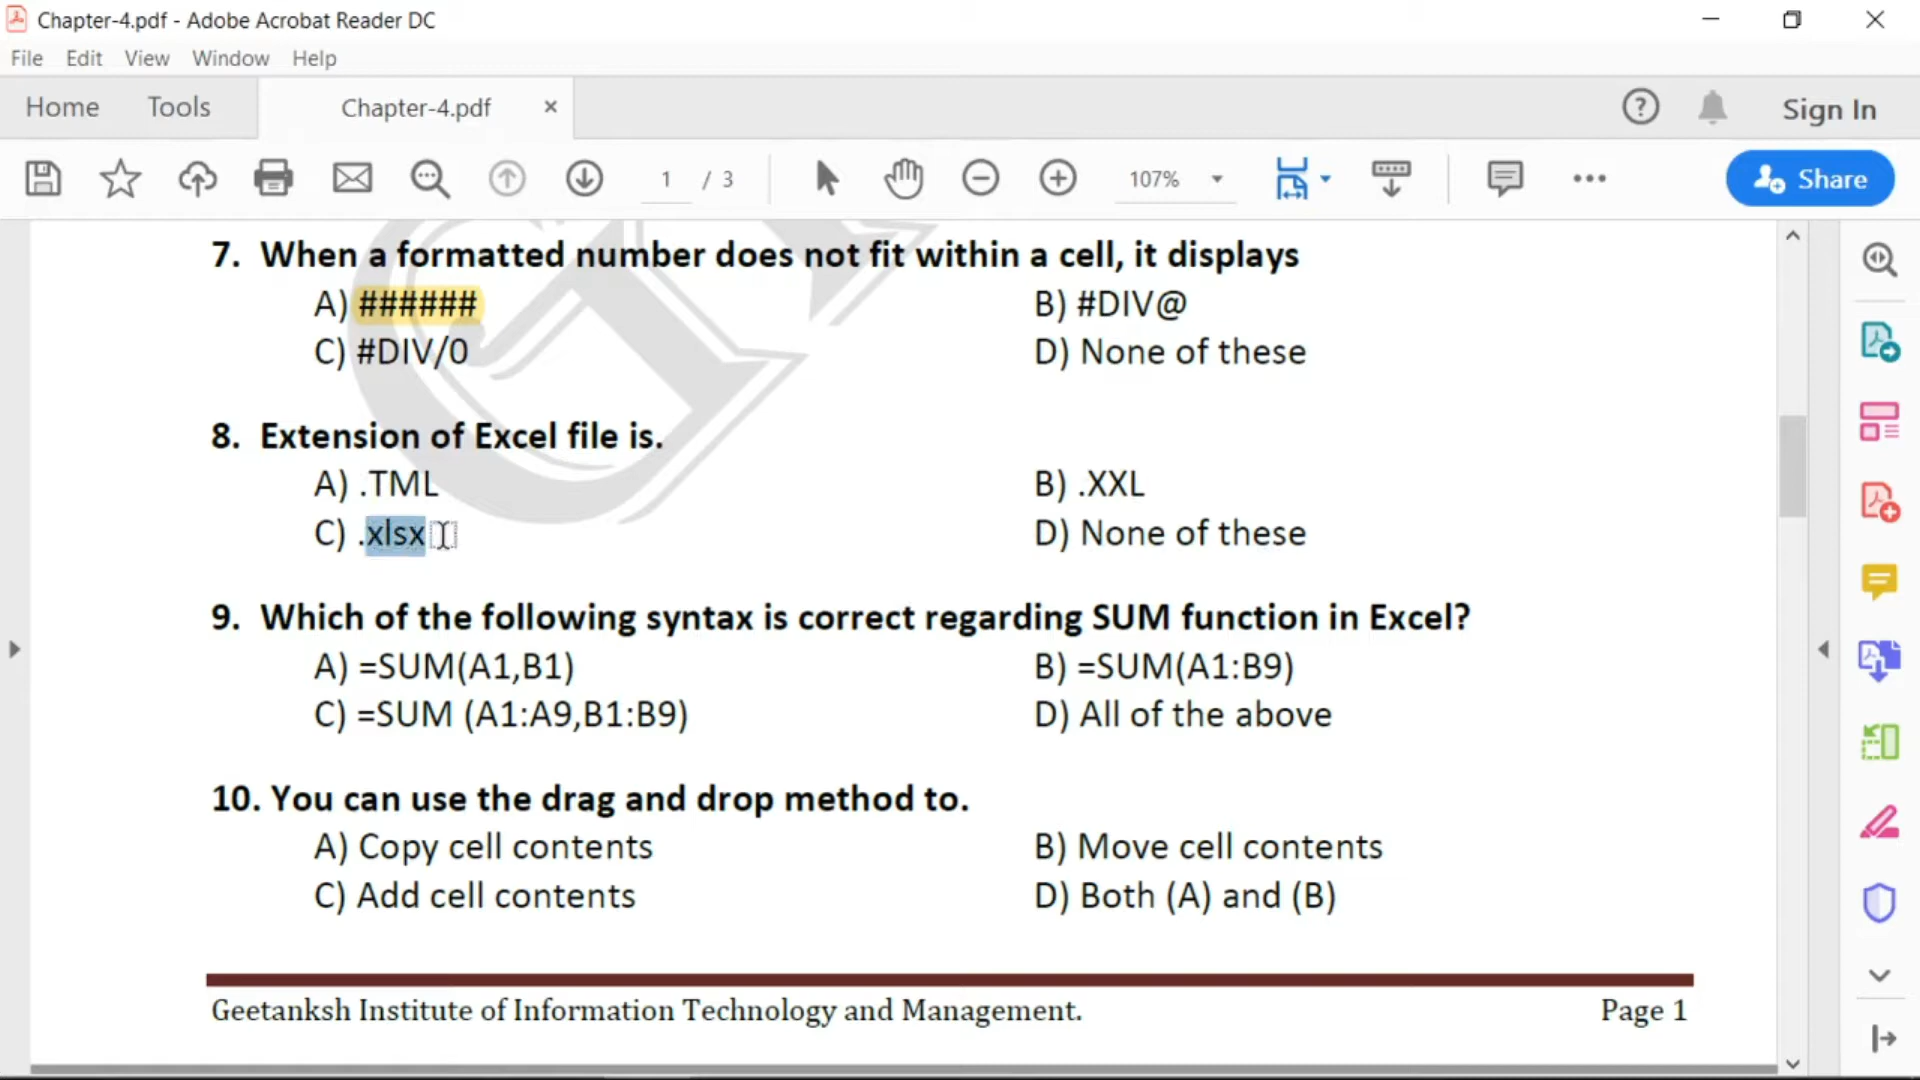 Chapter-4.pdf - Adobe Acrobat Reader DC
File Edit View Window Help
Home Tools Chapter-4.pdf × Sign In
1 / 3 107% Share
7. When a formatted number does not fit within a cell, it displays
A) ###### B) #DIV@
C) #DIV/0 D) None of these
8. Extension of Excel file is.
A) .TML B) .XXL
C) .xlsx D) None of these
9. Which of the following syntax is correct regarding SUM function in Excel?
A) =SUM(A1,B1) B) =SUM(A1:B9)
C) =SUM (A1:A9,B1:B9) D) All of the above
10. You can use the drag and drop method to.
A) Copy cell contents B) Move cell contents
C) Add cell contents D) Both (A) and (B)
Geetanksh Institute of Information Technology and Management. Page 1